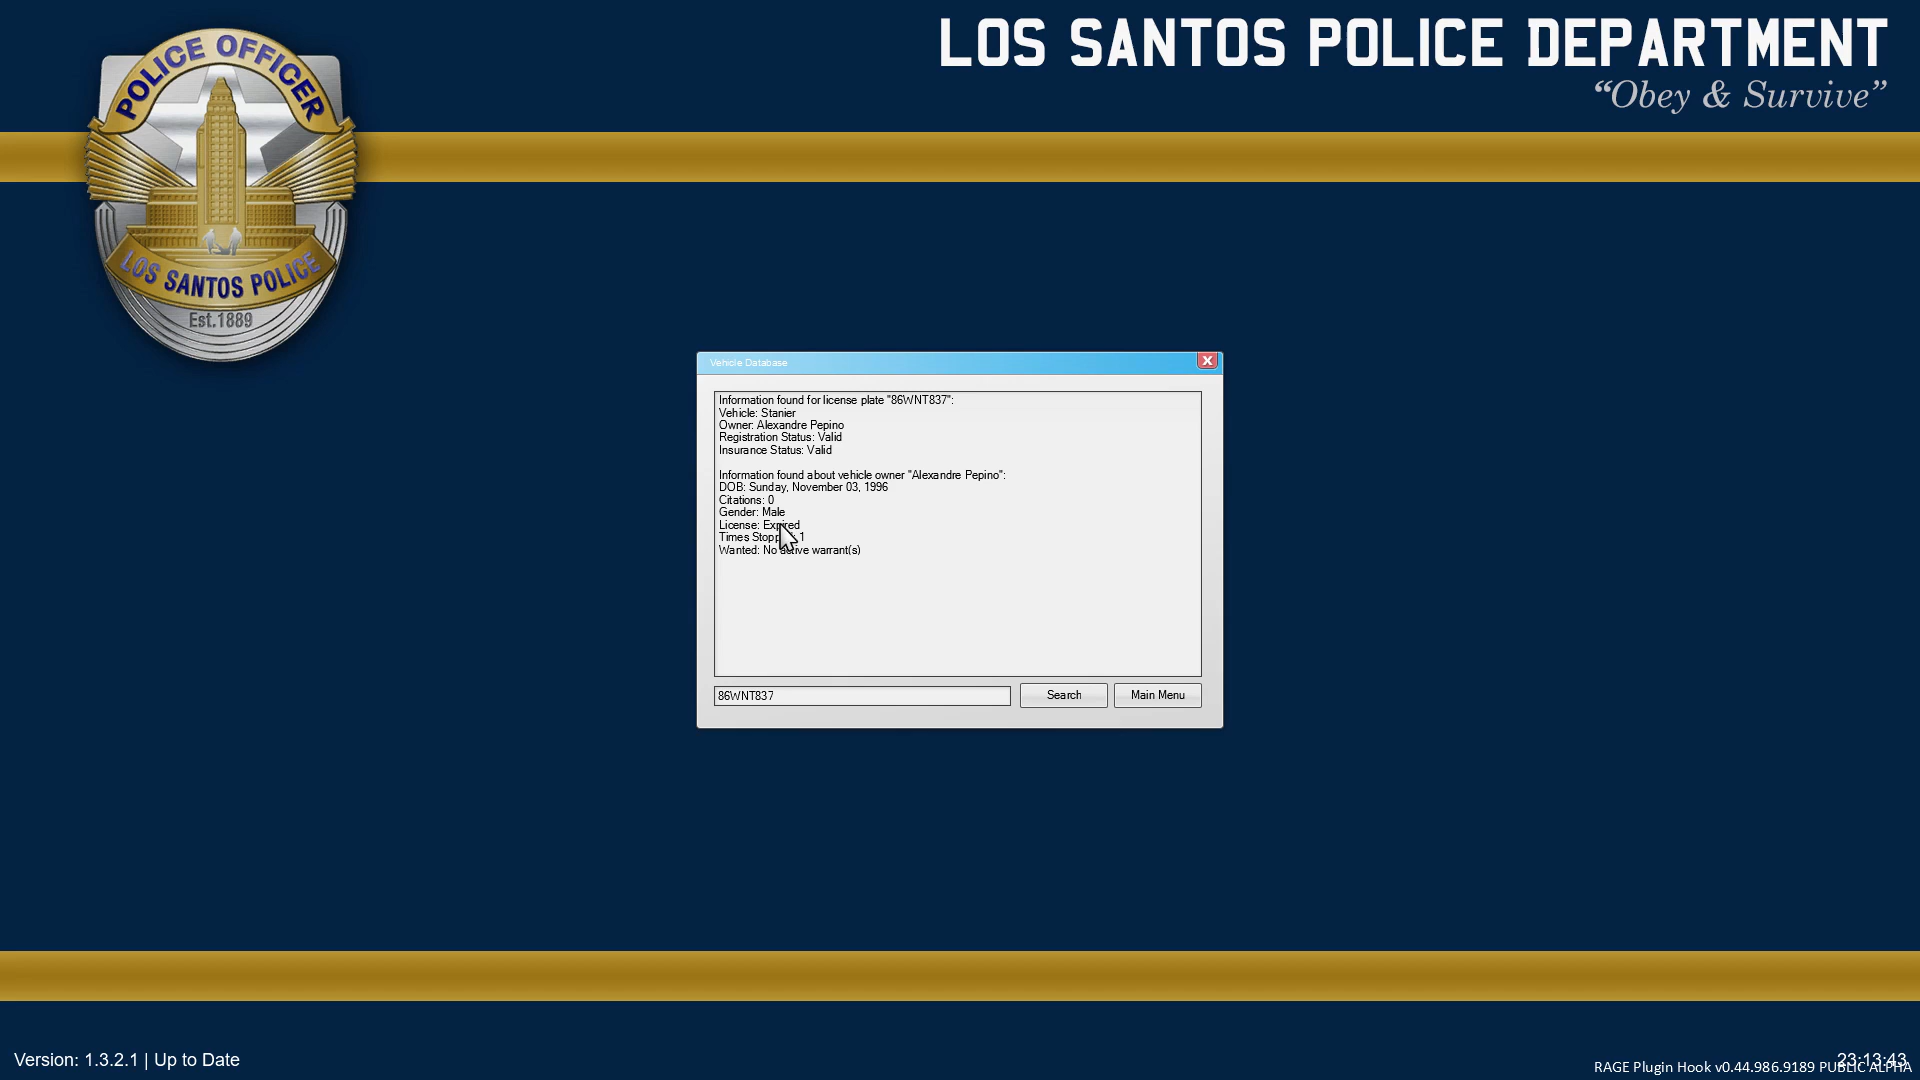 LOS SANTOS POLICE DEPARTMENT
“Obey & Survive”
POLICE OFFICER
LOS SANTOS POLICE
Est.1889
Vehicle Database
Information found for license plate "86WNT837":
Vehicle: Stanier
Owner: Alexandre Pepino
Registration Status: Valid
Insurance Status: Valid
Information found about vehicle owner "Alexandre Pepino":
DOB: Sunday, November 03, 1996
Citations: 0
Gender: Male
License: Expired
Times Stopped: 1
Wanted: No active warrant(s)
86WNT837
Search
Main Menu
Version: 1.3.2.1 | Up to Date
23:13:43
RAGE Plugin Hook v0.44.986.9189 PUBLIC ALPHA